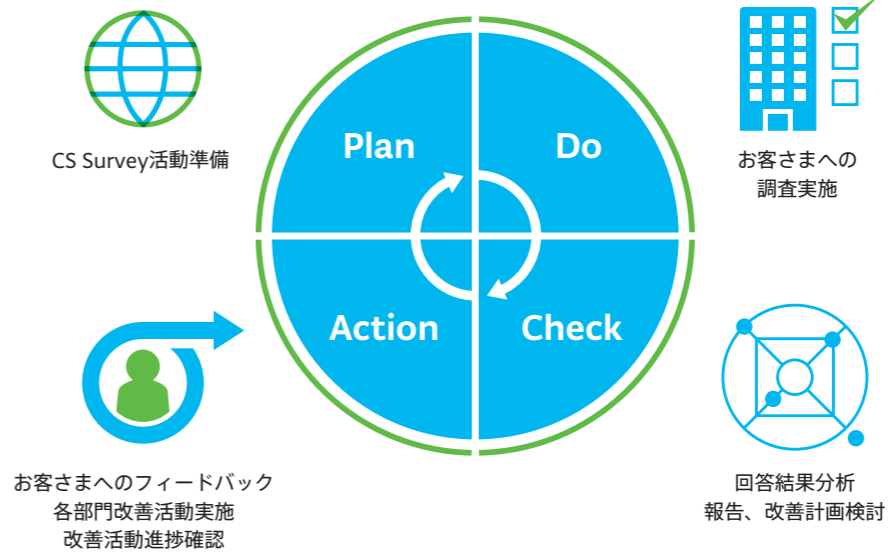 CS Survey活動準備
Plan
Do
お客さまへの
調査実施
Action
Check
お客さまへのフィードバック
各部門改善活動実施
改善活動進捗確認
回答結果分析
報告、改善計画検討